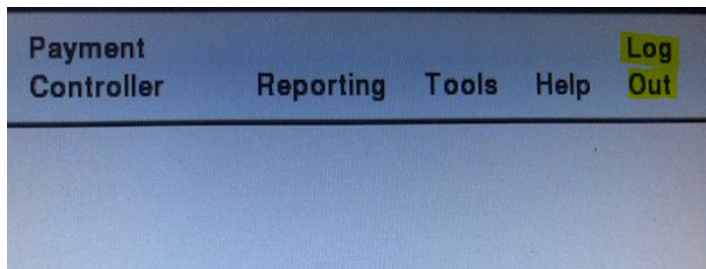 Payment
Controller
Reporting
Tools
Help
Log
Out